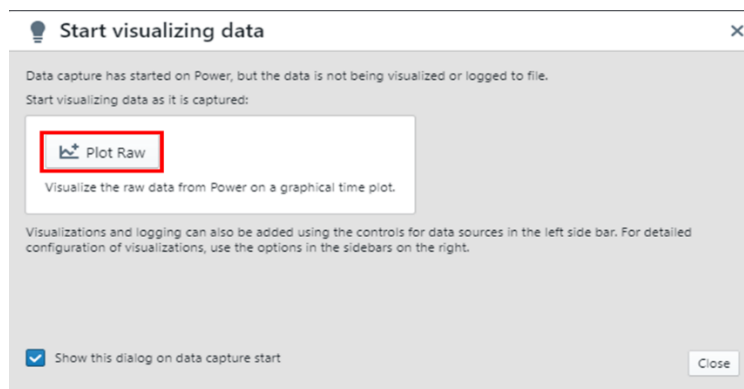 Start visualizing data
Data capture has started on Power, but the data is not being visualized or logged to file.
Start visualizing data as it is captured:
Plot Raw
Visualize the raw data from Power on a graphical time plot.
Visualizations and logging can also be added using the controls for data sources in the left side bar. For detailed
configuration of visualizations, use the options in the sidebars on the right.
Show this dialog on data capture start
Close